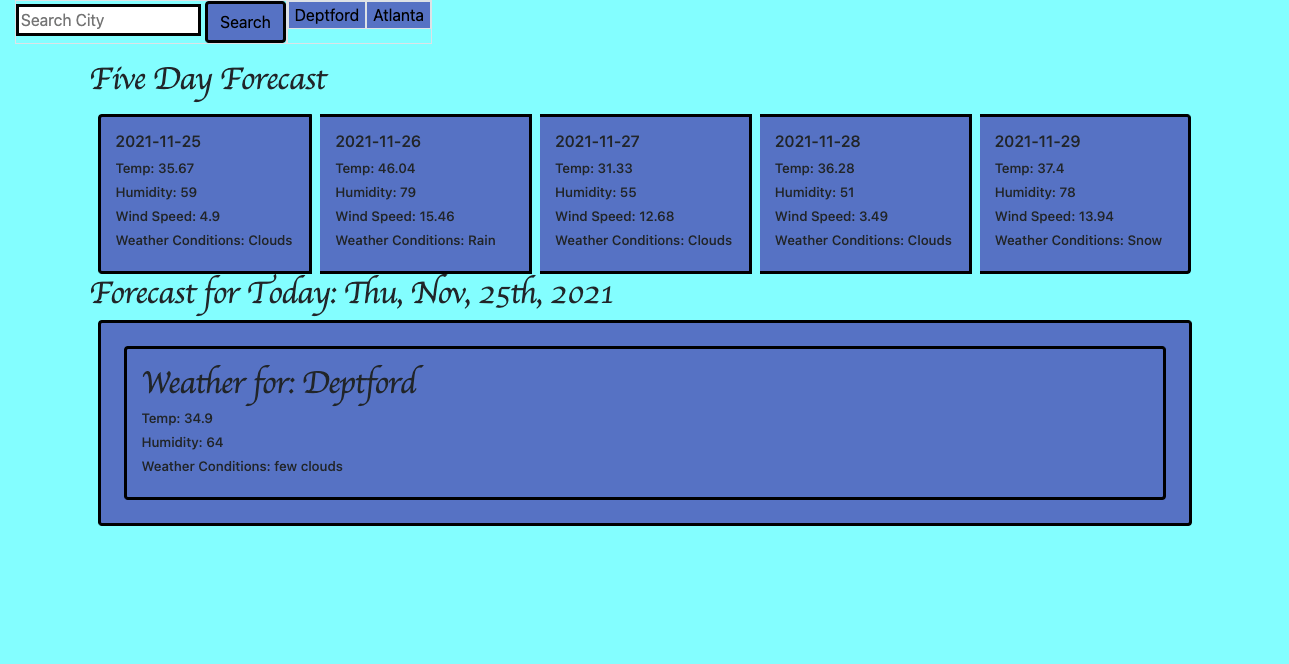 Search City Search Deptford Atlanta
Five Day Forecast
2021-11-25
Temp: 35.67
Humidity: 59
Wind Speed: 4.9
Weather Conditions: Clouds
2021-11-26
Temp: 46.04
Humidity: 79
Wind Speed: 15.46
Weather Conditions: Rain
2021-11-27
Temp: 31.33
Humidity: 55
Wind Speed: 12.68
Weather Conditions: Clouds
2021-11-28
Temp: 36.28
Humidity: 51
Wind Speed: 3.49
Weather Conditions: Clouds
2021-11-29
Temp: 37.4
Humidity: 78
Wind Speed: 13.94
Weather Conditions: Snow
Forecast for Today: Thu, Nov, 25th, 2021
Weather for: Deptford
Temp: 34.9
Humidity: 64
Weather Conditions: few clouds